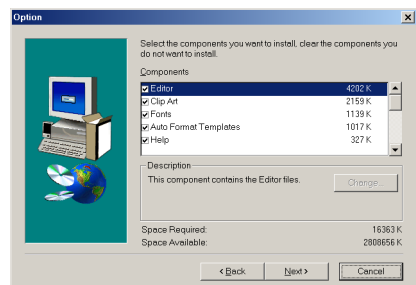 Option
Select the components you want to install, clear the components you
do not want to install.
Components
Editor 4202 K
Clip Art 2159 K
Fonts 1139 K
Auto Format Templates 1017 K
Help 327 K
Description
This component contains the Editor files.
Change...
Space Required: 16363 K
Space Available: 2808656 K
< Back
Next >
Cancel